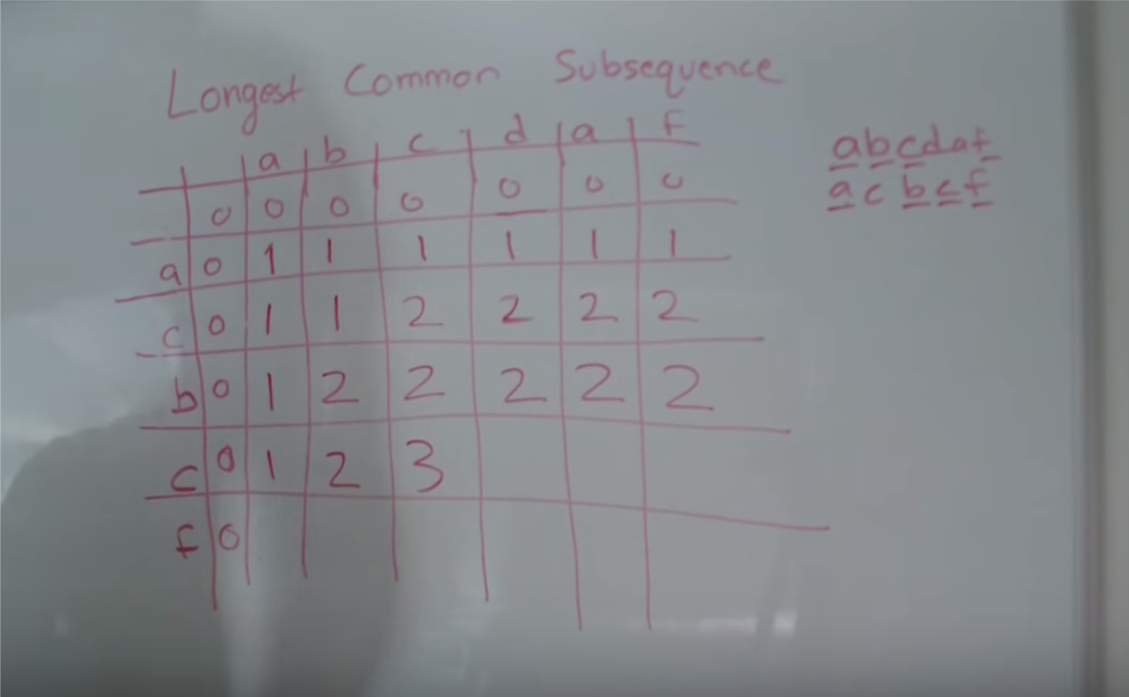 Longest Common Subsequence
a b c d a f
0 0 0 0 0 0 0
a 0 1 1 1 1 1 1
c 0 1 1 2 2 2 2
b 0 1 2 2 2 2 2
c 0 1 2 3
f 0
abcdaf
acbcf